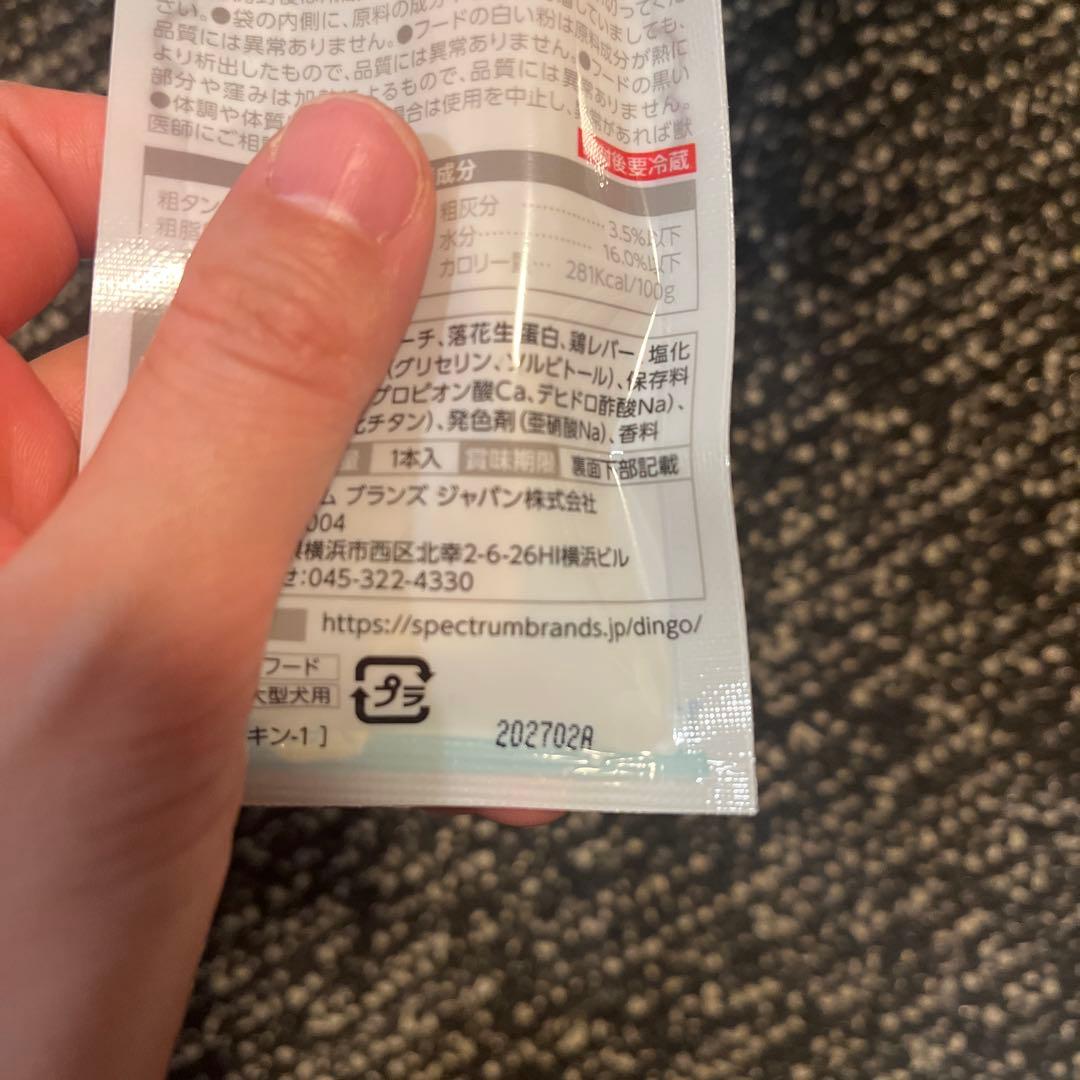 さい。●袋の内側に、原料の成分
品質には異常ありません。●フードの白い粉は原料成分が熱に
より析出したもので、品質には異常ありません。●フードの黒い
部分や窪みは加熱によるもので、品質には異常ありません。
●体調や体質 合は使用を中止し、異常があれば獣
医師にご相
後要冷蔵
成分
粗タン
粗脂
粗灰分 3.5%以下
水分 16.0%以下
カロリー 281Kcal/100g
ーチ、落花生蛋白、鶏レバー、塩化
(グリセリン、ソルビトール)、保存料
プロピオン酸Ca、デヒドロ酢酸Na)、
化チタン)、発色剤(亜硝酸Na)、香料
量 1本入 賞味期限 裏面下部記載
ム ブランズ ジャパン株式会社
004
横浜市西区北幸2-6-26HI横浜ビル
せ:045-322-4330
https://spectrumbrands.jp/dingo/
フード
大型犬用
プラ
キン-1]
202702A